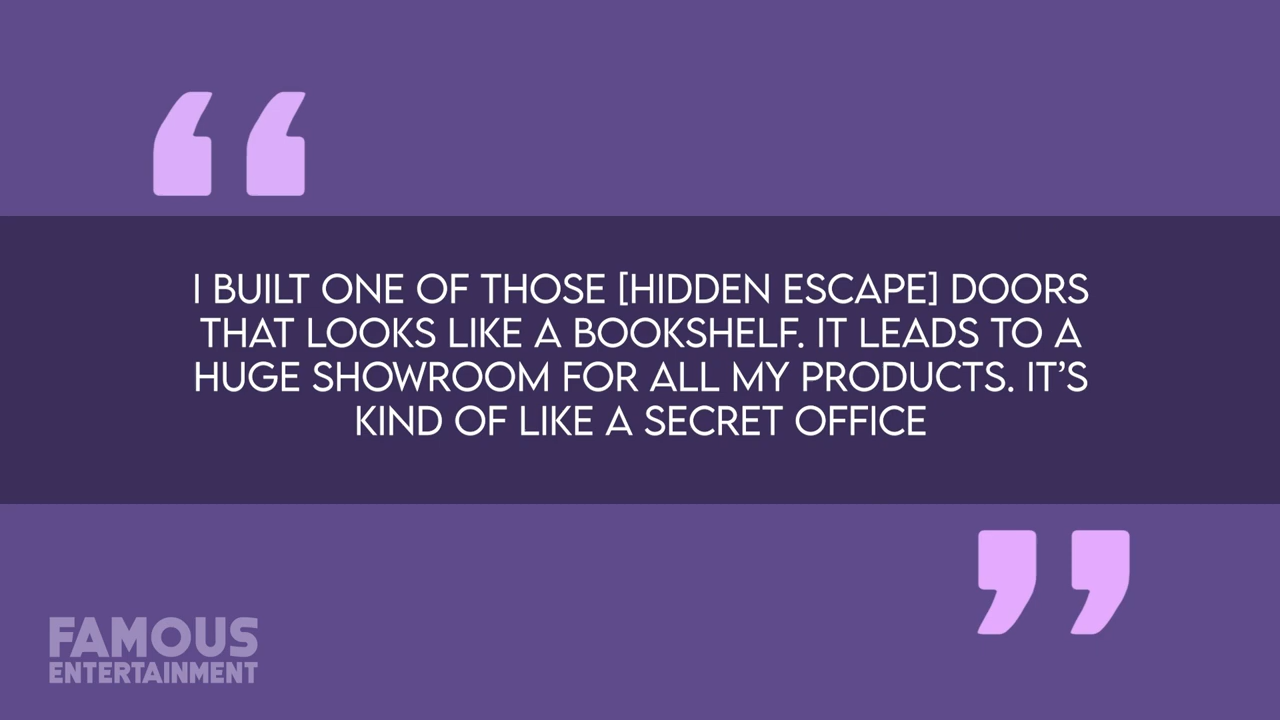 “
I BUILT ONE OF THOSE [HIDDEN ESCAPE] DOORS
THAT LOOKS LIKE A BOOKSHELF. IT LEADS TO A
HUGE SHOWROOM FOR ALL MY PRODUCTS. IT’S
KIND OF LIKE A SECRET OFFICE
”
FAMOUS
ENTERTAINMENT